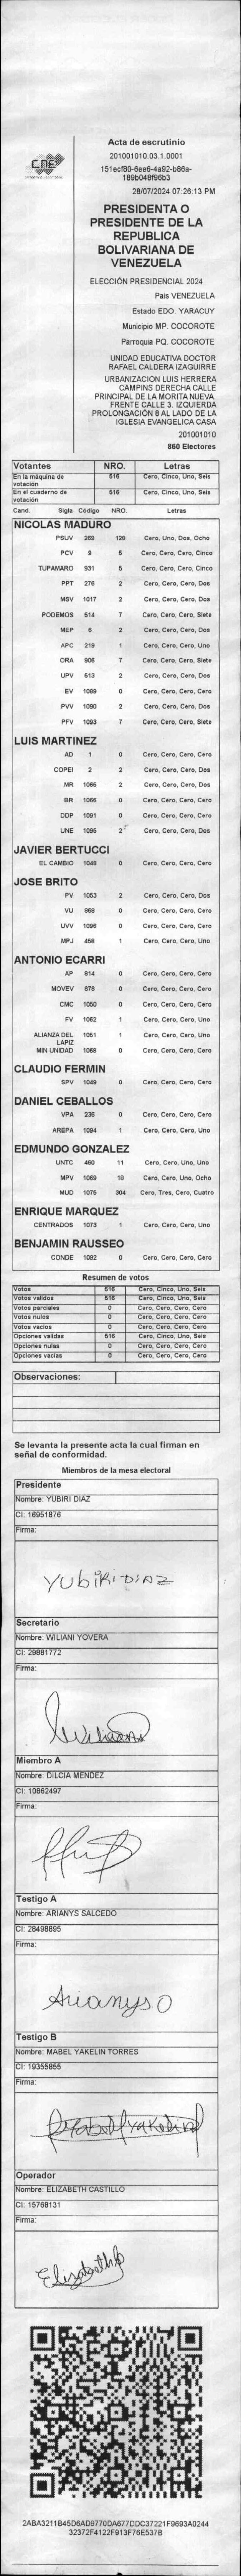 CNE
Acta de escrutinio
201001010.03.1.0001
151ecf80-6ee6-4a92-b86a-
189b048f96b3
28/07/2024 07:26:13 PM
PRESIDENTA O
PRESIDENTE DE LA
REPUBLICA
BOLIVARIANA DE
VENEZUELA
ELECCIÓN PRESIDENCIAL 2024
Pais VENEZUELA
Estado EDO. YARACUY
Municipio MP. COCOROTE
Parroquia PQ. COCOROTE
UNIDAD EDUCATIVA DOCTOR
RAFAEL CALDERA IZAGUIRRE
URBANIZACION LUIS HERRERA
CAMPINS DERECHA CALLE
PRINCIPAL DE LA MORITA NUEVA.
FRENTE CALLE 3. IZQUIERDA
PROLONGACIÓN 8 AL LADO DE LA
IGLESIA EVANGELICA CASA
201001010
860 Electores
Votantes NRO. Letras
En la máquina de votación 516 Cero, Cinco, Uno, Seis
En el cuaderno de votación 516 Cero, Cinco, Uno, Seis
Cand. Sigla Código NRO. Letras
NICOLAS MADURO
PSUV 269 128 Cero, Uno, Dos, Ocho
PCV 9 5 Cero, Cero, Cero, Cinco
TUPAMARO 931 5 Cero, Cero, Cero, Cinco
PPT 276 2 Cero, Cero, Cero, Dos
MSV 1017 2 Cero, Cero, Cero, Dos
PODEMOS 514 7 Cero, Cero, Cero, Siete
MEP 6 2 Cero, Cero, Cero, Dos
APC 219 1 Cero, Cero, Cero, Uno
ORA 906 7 Cero, Cero, Cero, Siete
UPV 613 2 Cero, Cero, Cero, Dos
EV 1089 0 Cero, Cero, Cero, Cero
PVV 1090 2 Cero, Cero, Cero, Dos
PFV 1093 7 Cero, Cero, Cero, Siete
LUIS MARTINEZ
AD 1 0 Cero, Cero, Cero, Cero
COPEI 2 2 Cero, Cero, Cero, Dos
MR 1065 2 Cero, Cero, Cero, Dos
BR 1066 0 Cero, Cero, Cero, Cero
DDP 1091 0 Cero, Cero, Cero, Cero
UNE 1095 2 Cero, Cero, Cero, Dos
JAVIER BERTUCCI
EL CAMBIO 1048 0 Cero, Cero, Cero, Cero
JOSE BRITO
PV 1053 2 Cero, Cero, Cero, Dos
VU 868 0 Cero, Cero, Cero, Cero
UVV 1096 0 Cero, Cero, Cero, Cero
MPJ 458 1 Cero, Cero, Cero, Uno
ANTONIO ECARRI
AP 814 0 Cero, Cero, Cero, Cero
MOVEV 878 0 Cero, Cero, Cero, Cero
CMC 1050 0 Cero, Cero, Cero, Cero
FV 1062 1 Cero, Cero, Cero, Uno
ALIANZA DEL LAPIZ 1051 1 Cero, Cero, Cero, Uno
MIN UNIDAD 1068 0 Cero, Cero, Cero, Cero
CLAUDIO FERMIN
SPV 1049 0 Cero, Cero, Cero, Cero
DANIEL CEBALLOS
VPA 236 0 Cero, Cero, Cero, Cero
AREPA 1094 1 Cero, Cero, Cero, Uno
EDMUNDO GONZALEZ
UNTC 460 11 Cero, Cero, Uno, Uno
MPV 1069 18 Cero, Cero, Uno, Ocho
MUD 1075 304 Cero, Tres, Cero, Cuatro
ENRIQUE MARQUEZ
CENTRADOS 1073 1 Cero, Cero, Cero, Uno
BENJAMIN RAUSSEO
CONDE 1092 0 Cero, Cero, Cero, Cero
Resumen de votos
Votos 516 Cero, Cinco, Uno, Seis
Votos validos 516 Cero, Cinco, Uno, Seis
Votos parciales 0 Cero, Cero, Cero, Cero
Votos nulos 0 Cero, Cero, Cero, Cero
Votos vacios 0 Cero, Cero, Cero, Cero
Opciones validas 516 Cero, Cinco, Uno, Seis
Opciones nulas 0 Cero, Cero, Cero, Cero
Opciones vacias 0 Cero, Cero, Cero, Cero
Observaciones:
Se levanta la presente acta la cual firman en
señal de conformidad.
Miembros de la mesa electoral
Presidente
Nombre: YUBIRI DIAZ
CI: 16951876
Firma:
YUBIRI DIAZ
Secretario
Nombre: WILIANI YOVERA
CI: 29881772
Firma:
Wiliani
Miembro A
Nombre: DILCIA MENDEZ
CI: 10862497
Firma:
Testigo A
Nombre: ARIANYS SALCEDO
CI: 28498895
Firma:
Arianys.O
Testigo B
Nombre: MABEL YAKELIN TORRES
CI: 19355855
Firma:
Mabel Yakelin
Operador
Nombre: ELIZABETH CASTILLO
CI: 15768131
Firma:
Elizabeth
2ABA3211B45D6AD9770DA677DDC37221F9693A0244
32372F4122F913F76E537B